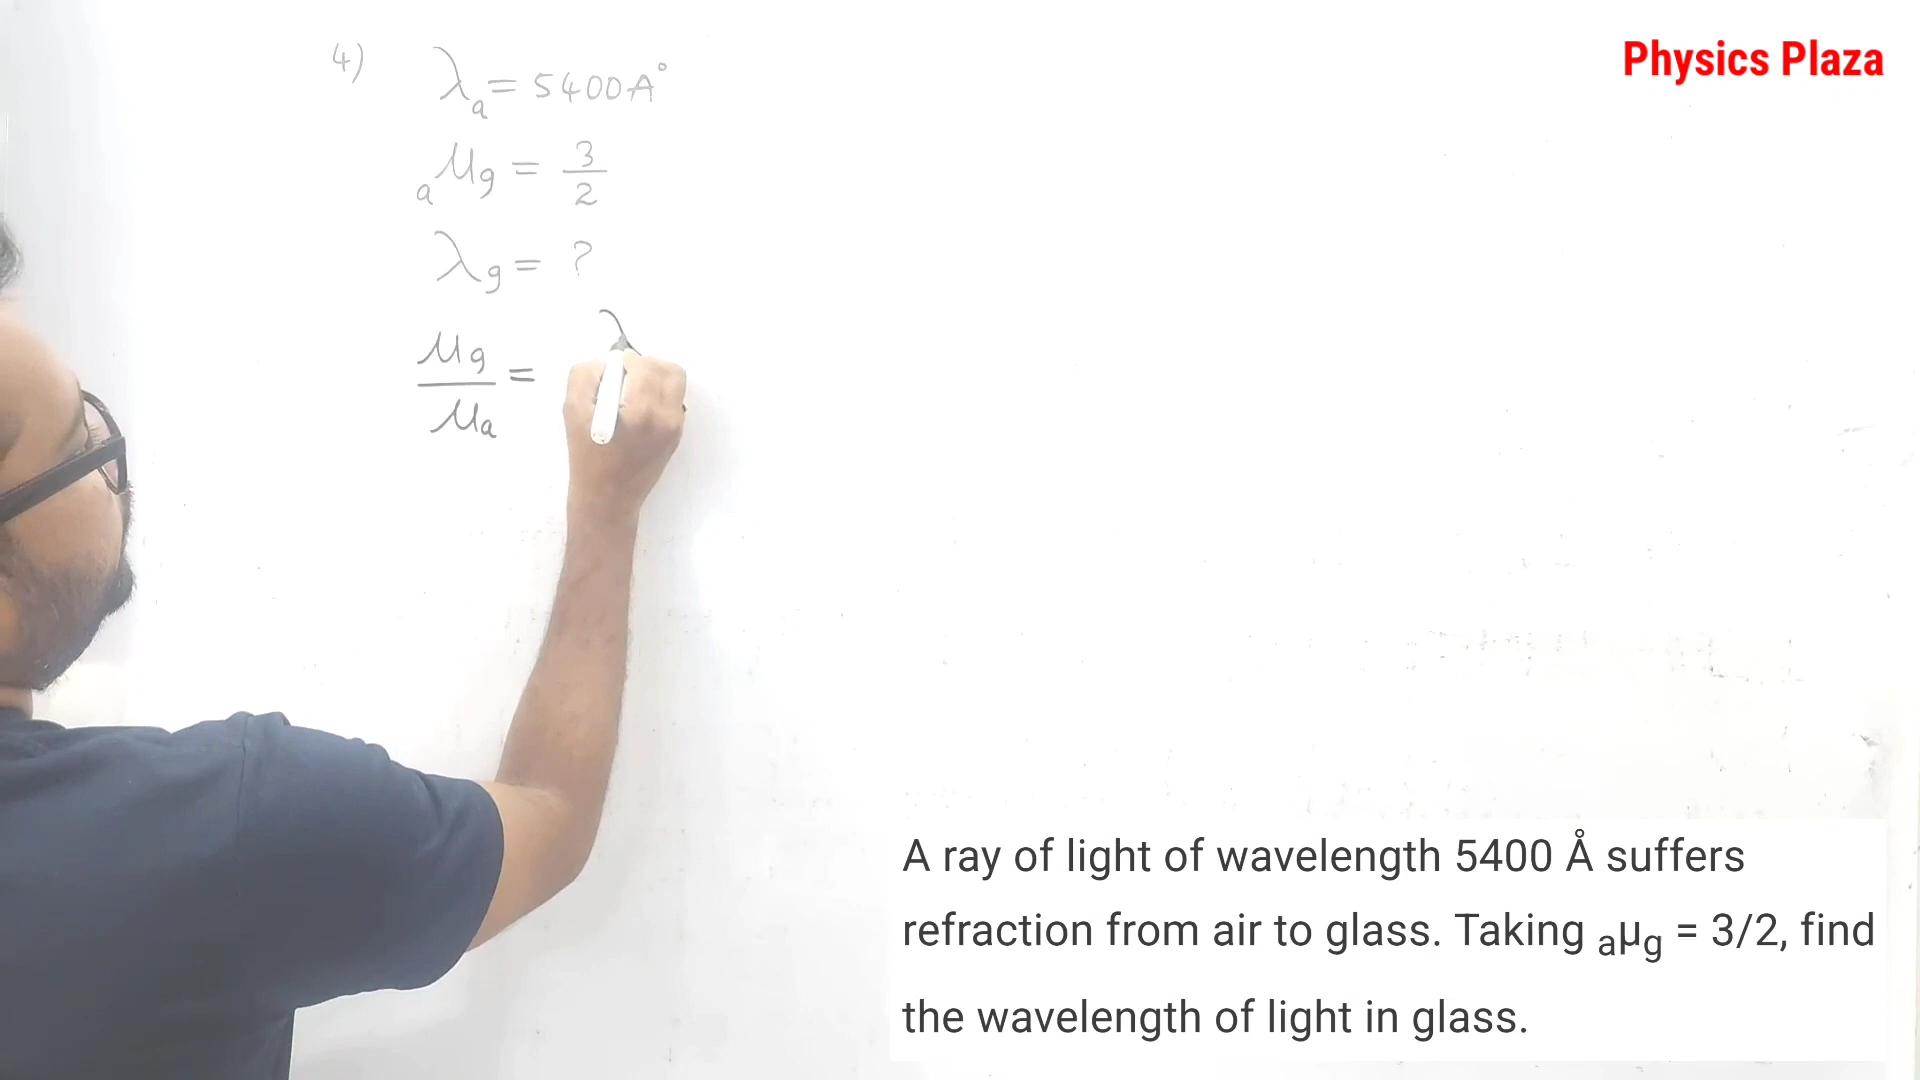 Physics Plaza
4) λa = 5400 A°
aμg = 3/2
λg = ?
μg/μa = λ
A ray of light of wavelength 5400 Å suffers
refraction from air to glass. Taking aμg = 3/2, find
the wavelength of light in glass.